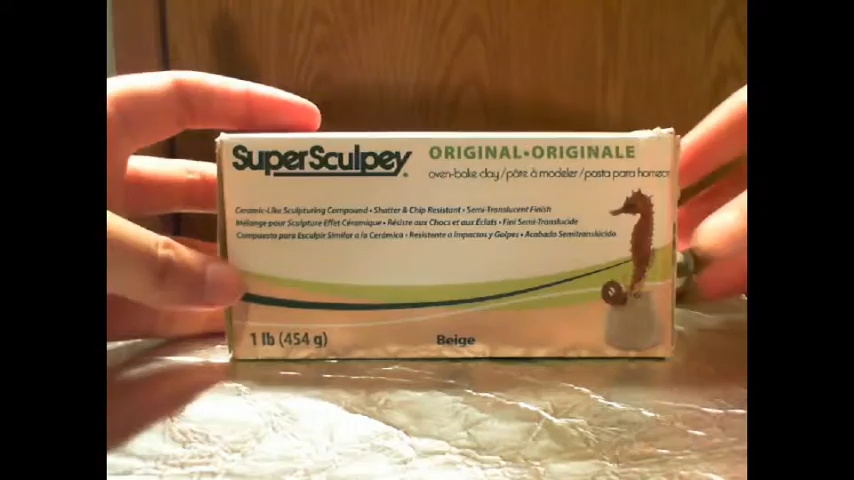 SuperSculpey.
ORIGINAL•ORIGINALE
oven-bake clay/pâte à modeler/pasta para hornear
Ceramic-Like Sculpturing Compound • Shatter & Chip Resistant • Semi-Translucent Finish
Mélange pour Sculpture Effet Céramique • Résiste aux Chocs et aux Éclats • Fini Semi-Translucide
Compuesto para Esculpir Similar a la Cerámica • Resistante a Impactos y Golpes • Acabado Semitranslúcido
1 lb (454 g)
Beige